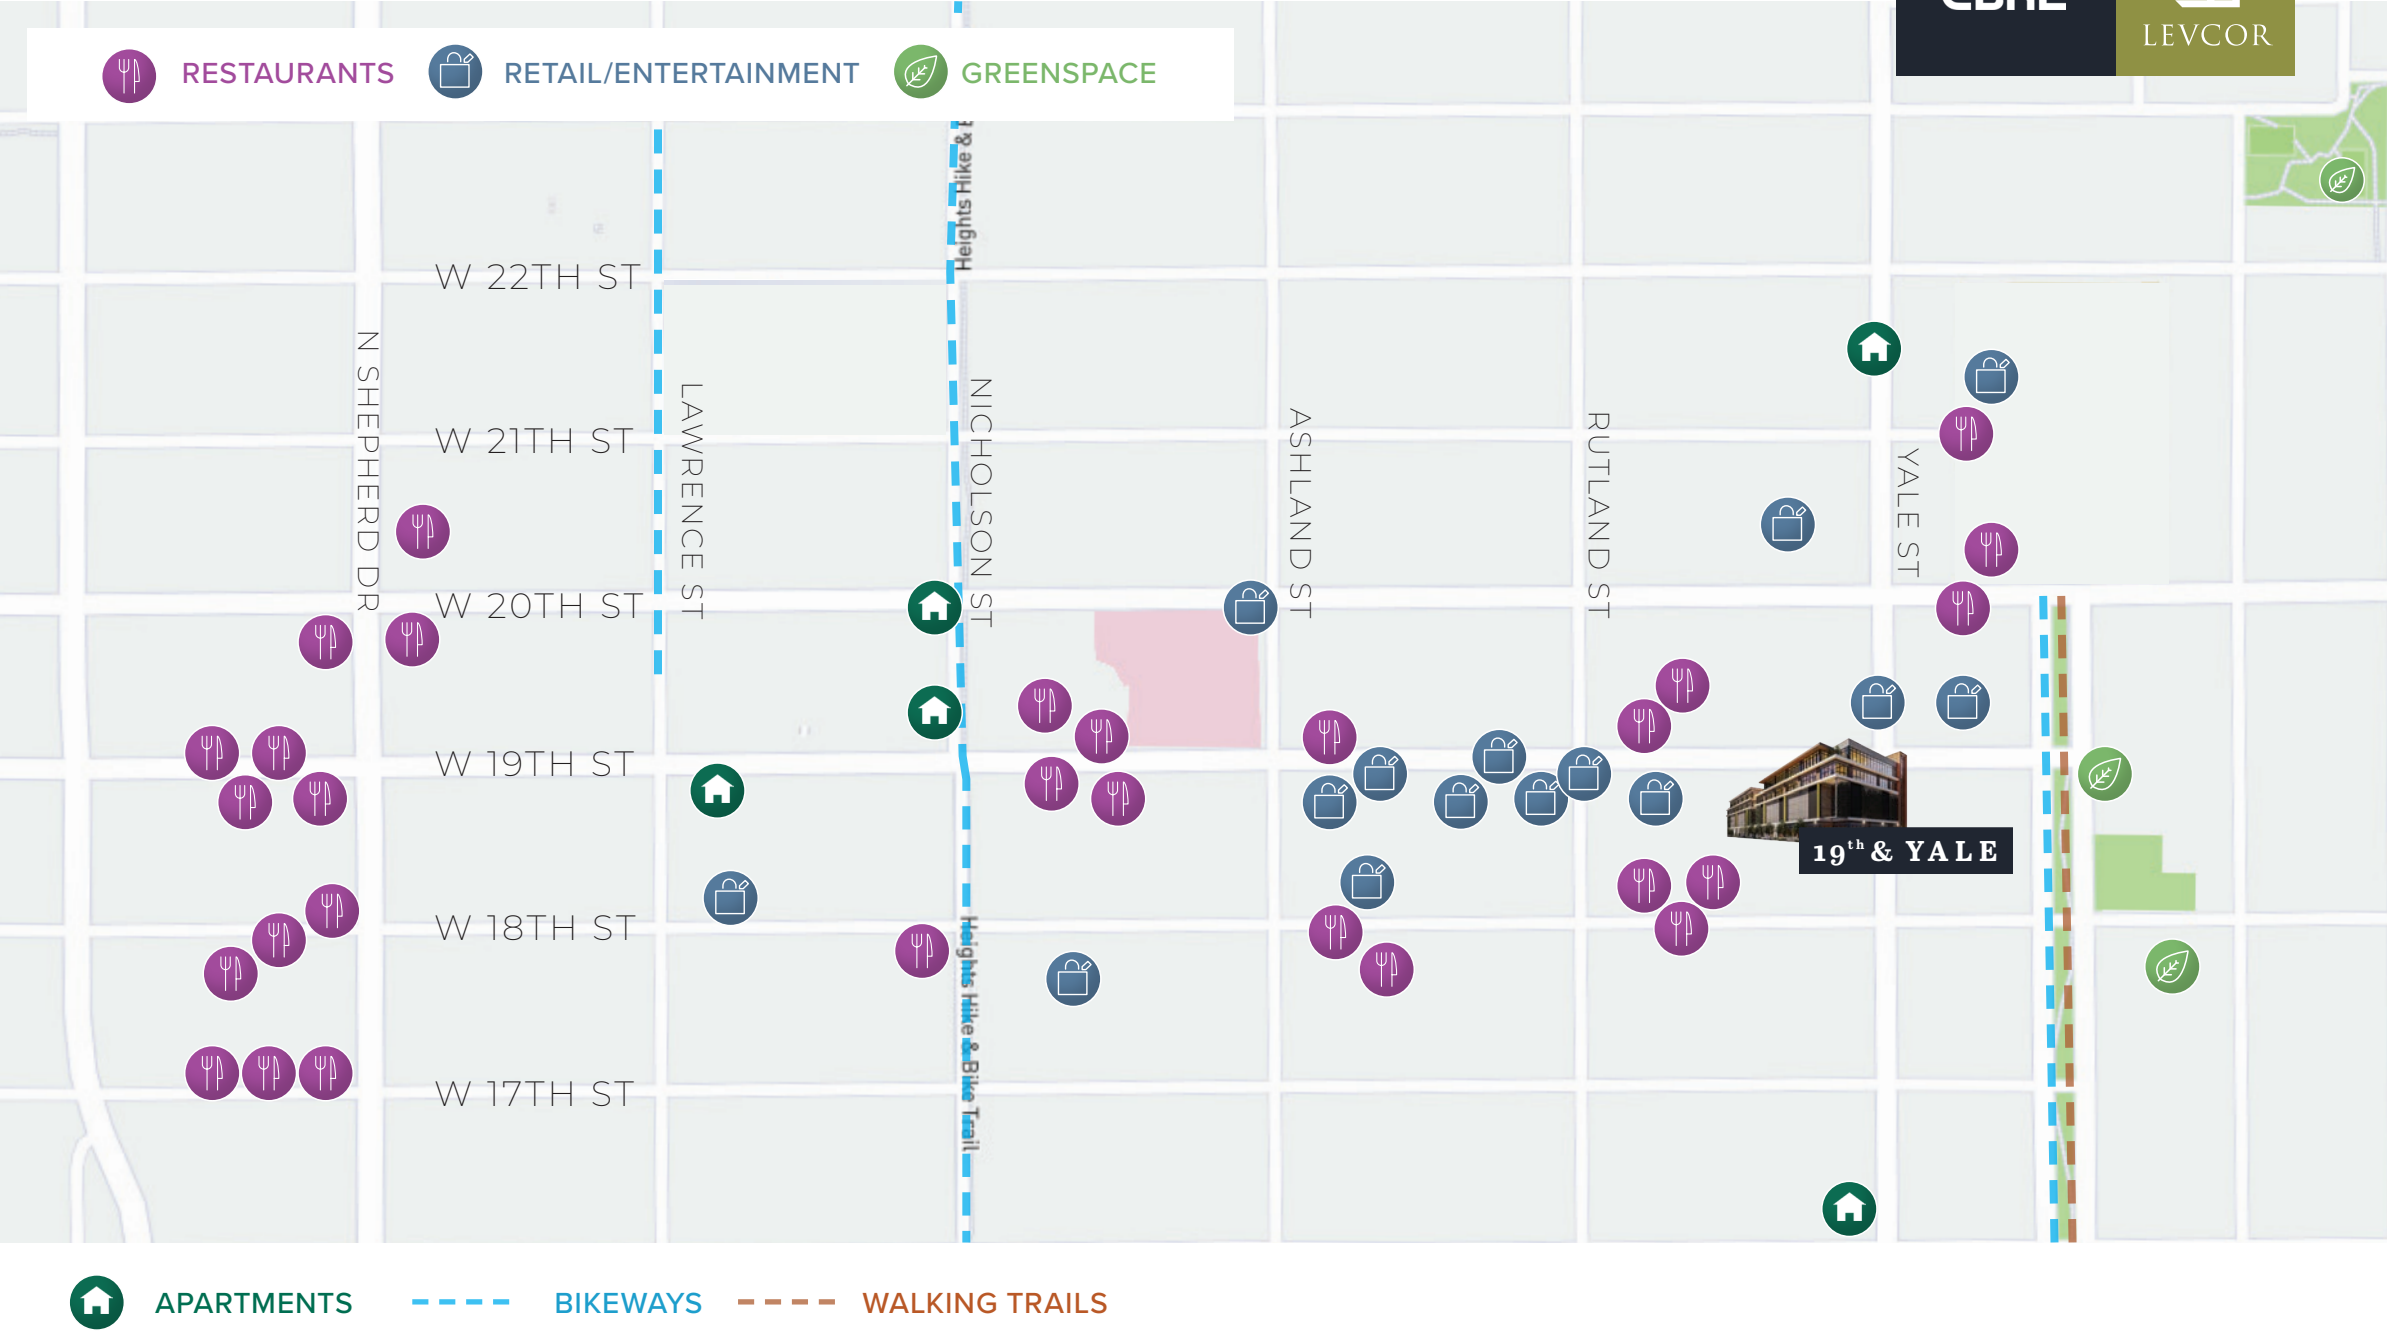 LEVCOR
RESTAURANTS
RETAIL/ENTERTAINMENT
GREENSPACE
Heights Hike &
W 22TH ST
N SHEPHERD DR
LAWRENCE ST
NICHOLSON ST
ASHLAND ST
RUTLAND ST
YALE ST
W 21TH ST
W 20TH ST
W 19TH ST
19th & YALE
W 18TH ST
Heights Hike & Bike Trail
W 17TH ST
APARTMENTS
BIKEWAYS
WALKING TRAILS